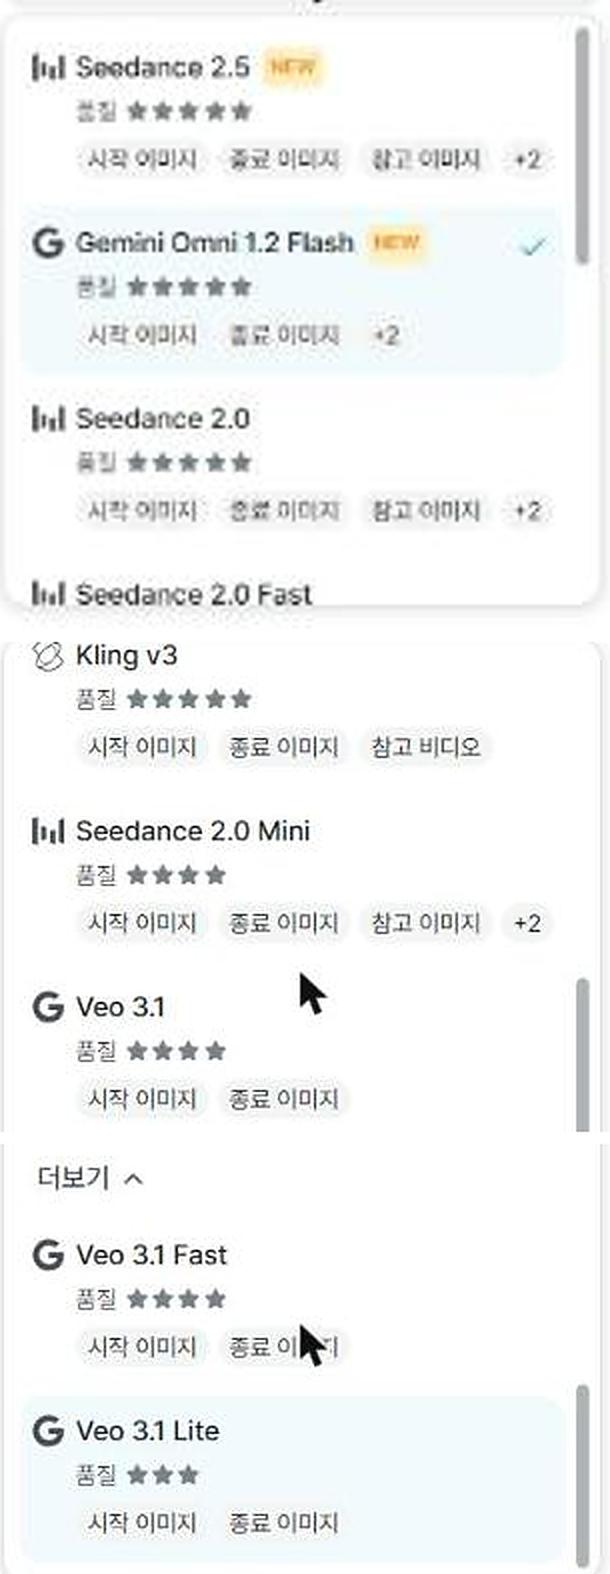 Seedance 2.5 NEW
품질 ★★★★★
시작 이미지 종료 이미지 참고 이미지 +2
Gemini Omni 1.2 Flash NEW
품질 ★★★★★
시작 이미지 종료 이미지 +2
Seedance 2.0
품질 ★★★★★
시작 이미지 종료 이미지 참고 이미지 +2
Seedance 2.0 Fast
Kling v3
품질 ★★★★★
시작 이미지 종료 이미지 참고 비디오
Seedance 2.0 Mini
품질 ★★★★
시작 이미지 종료 이미지 참고 이미지 +2
Veo 3.1
품질 ★★★★
시작 이미지 종료 이미지
더보기
Veo 3.1 Fast
품질 ★★★★
시작 이미지 종료 이미지
Veo 3.1 Lite
품질 ★★★
시작 이미지 종료 이미지